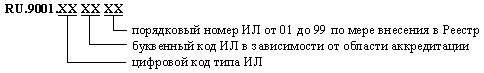 RU.9001.XX XX XX
порядковый номер ИЛ от 01 до 99 по мере внесения в Реестр
буквенный код ИЛ в зависимости от области аккредитации
цифровой код типа ИЛ